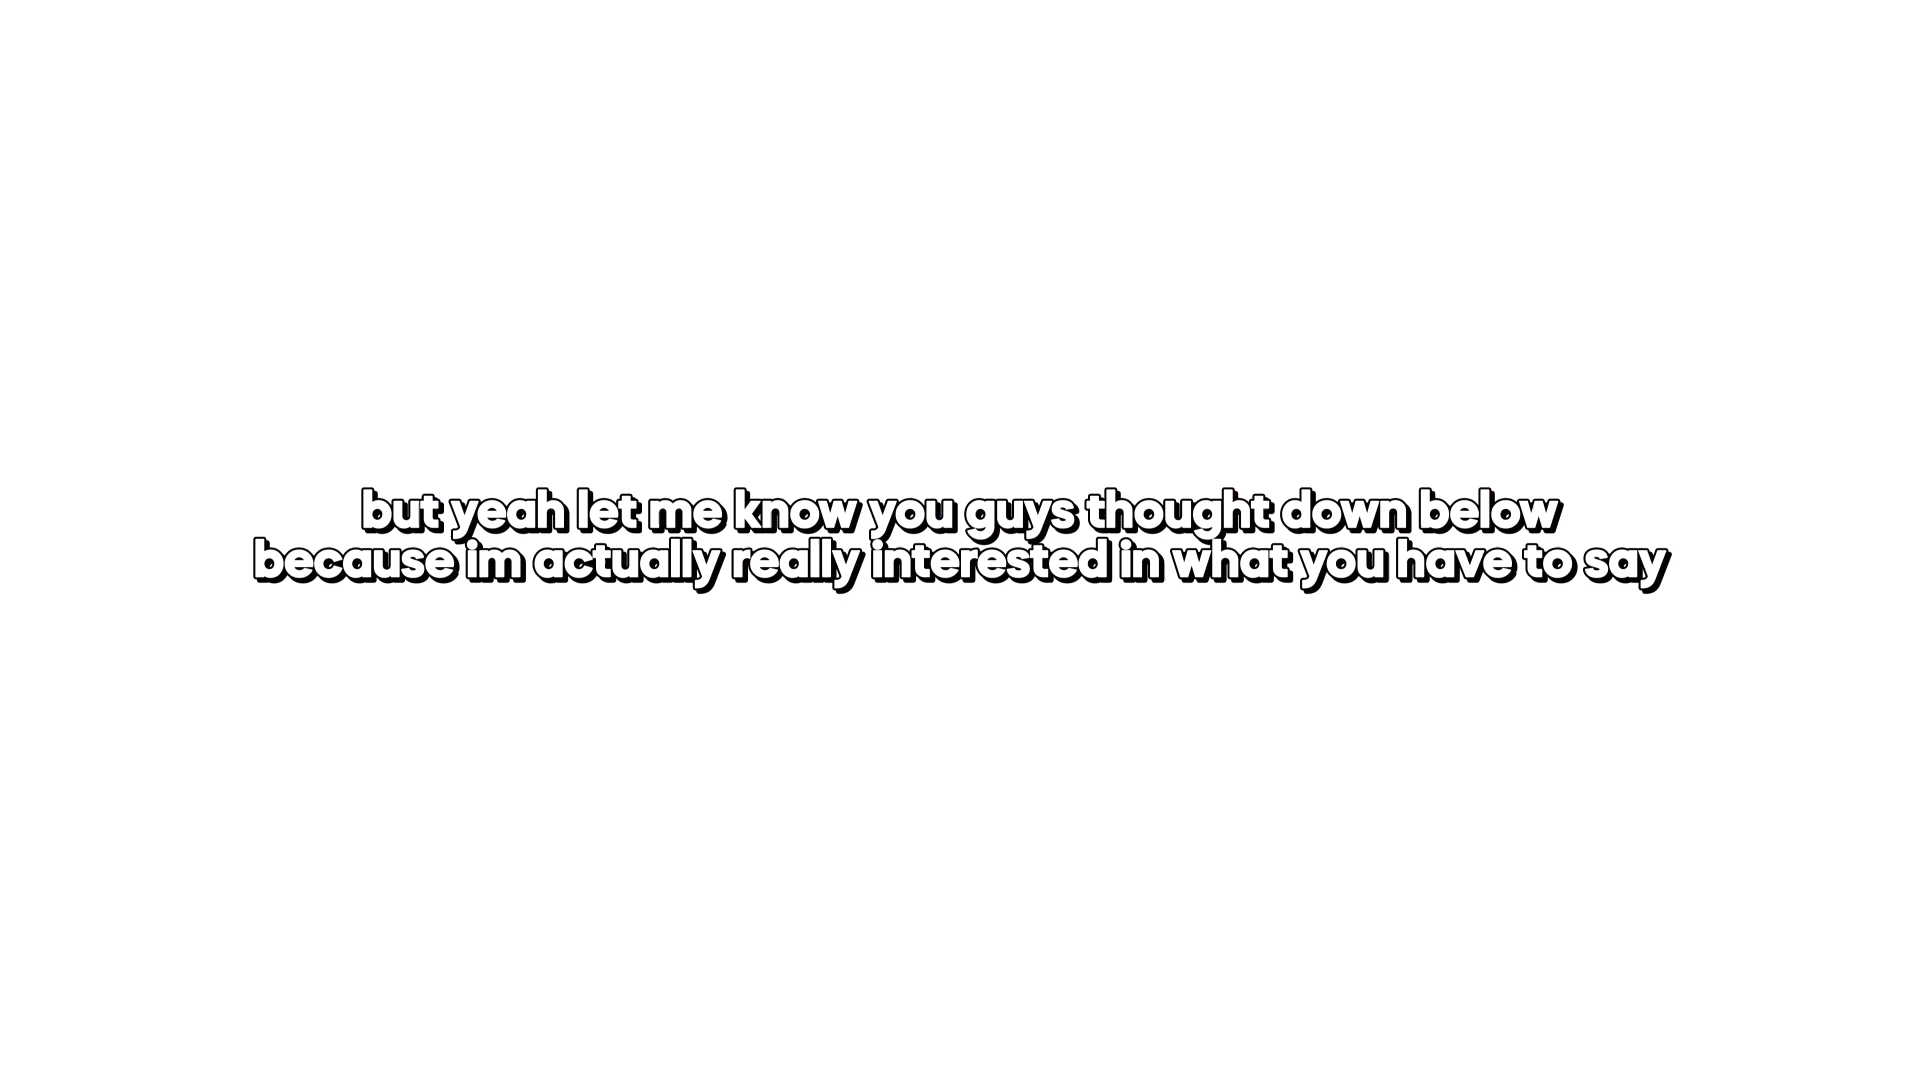 but yeah let me know you guys thought down below
because im actually really interested in what you have to say